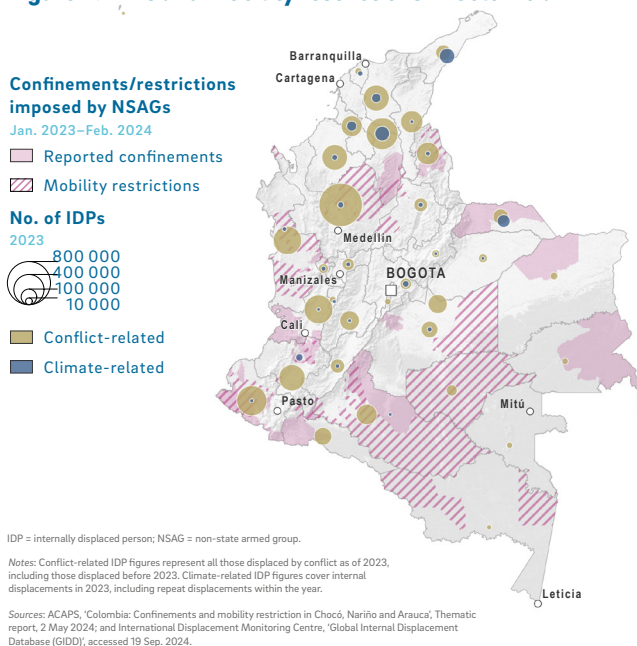 Confinements/restrictions
imposed by NSAGs
Jan. 2023–Feb. 2024
Reported confinements
Mobility restrictions
No. of IDPs
2023
800 000
400 000
100 000
10 000
Conflict-related
Climate-related
Barranquilla
Cartagena
Medellín
Manizales
BOGOTA
Cali
Pasto
Mitú
Leticia
IDP = internally displaced person; NSAG = non-state armed group.
Notes: Conflict-related IDP figures represent all those displaced by conflict as of 2023,
including those displaced before 2023. Climate-related IDP figures cover internal
displacements in 2023, including repeat displacements within the year.
Sources: ACAPS, ‘Colombia: Confinements and mobility restriction in Chocó, Nariño and Arauca’, Thematic
report, 2 May 2024; and International Displacement Monitoring Centre, ‘Global Internal Displacement
Database (GIDD)’, accessed 19 Sep. 2024.